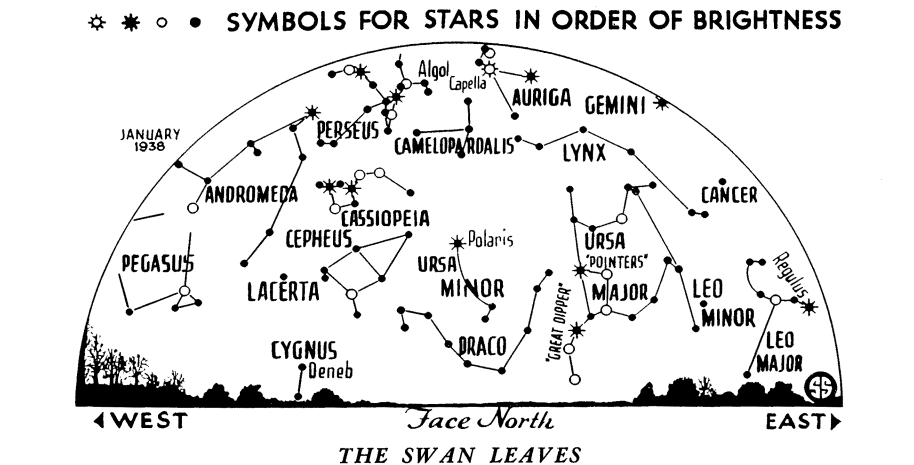 SYMBOLS FOR STARS IN ORDER OF BRIGHTNESS
Algol
Capella
AURIGA
GEMINI
JANUARY
1938
PERSEUS
CAMELOPARDALIS
LYNX
ANDROMEDA
CANCER
CASSIOPEIA
CEPHEUS
Polaris
URSA
MINOR
URSA
"POINTERS"
MAJOR
"GREAT DIPPER"
PEGASUS
LACERTA
Regulus
LEO
MINOR
DRACO
LEO
MAJOR
CYGNUS
Deneb
SS
WEST
Face North
EAST
THE SWAN LEAVES